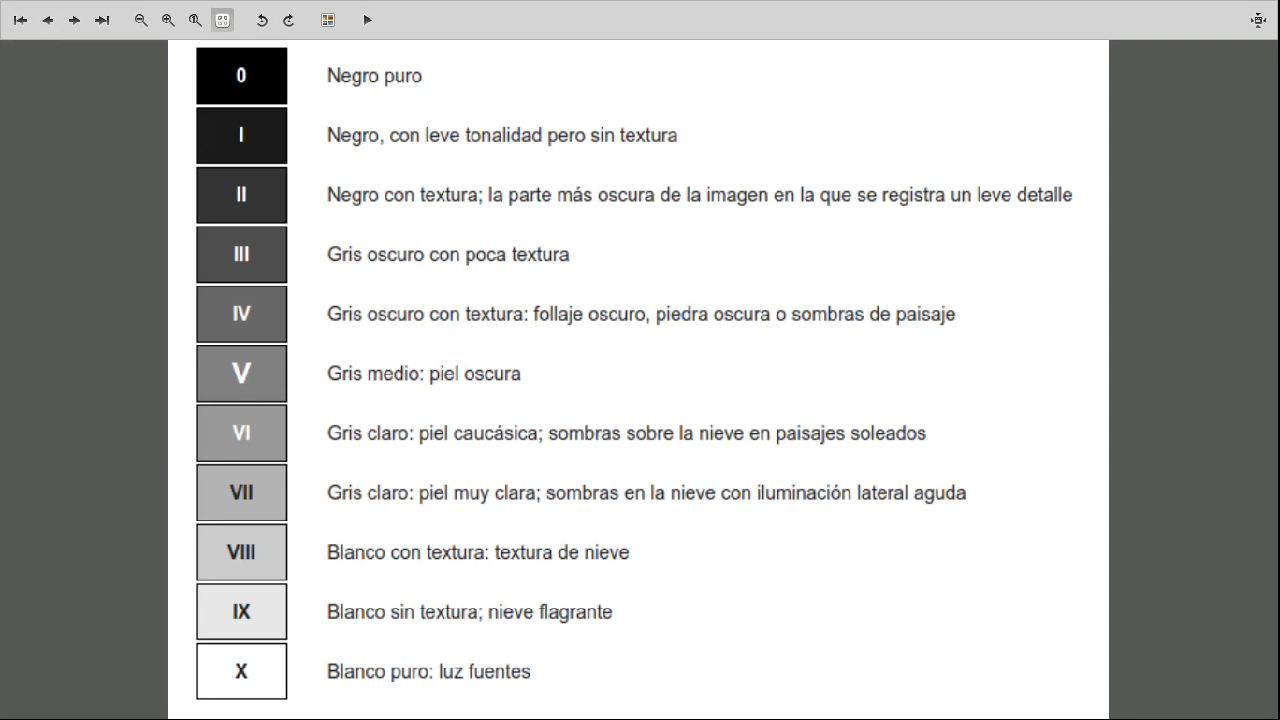 0 Negro puro
I Negro, con leve tonalidad pero sin textura
II Negro con textura; la parte más oscura de la imagen en la que se registra un leve detalle
III Gris oscuro con poca textura
IV Gris oscuro con textura: follaje oscuro, piedra oscura o sombras de paisaje
V Gris medio: piel oscura
VI Gris claro: piel caucásica; sombras sobre la nieve en paisajes soleados
VII Gris claro: piel muy clara; sombras en la nieve con iluminación lateral aguda
VIII Blanco con textura: textura de nieve
IX Blanco sin textura; nieve flagrante
X Blanco puro: luz fuentes